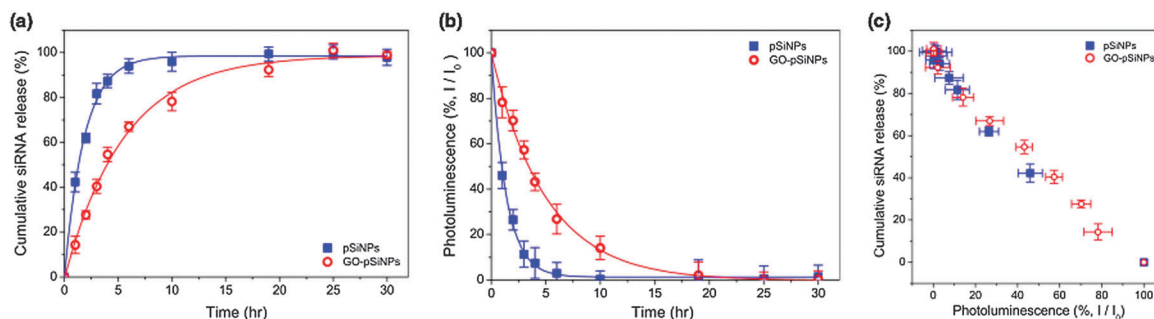 (a)
100
80
60
40
20
0
Cumulative siRNA release (%)
pSiNPs
GO-pSiNPs
0 5 10 15 20 25 30
Time (hr)
(b)
100
80
60
40
20
0
Photoluminescence (%, I / I₀)
pSiNPs
GO-pSiNPs
0 5 10 15 20 25 30
Time (hr)
(c)
100
80
60
40
20
0
Cumulative siRNA release (%)
pSiNPs
GO-pSiNPs
0 20 40 60 80 100
Photoluminescence (%, I / I₀)